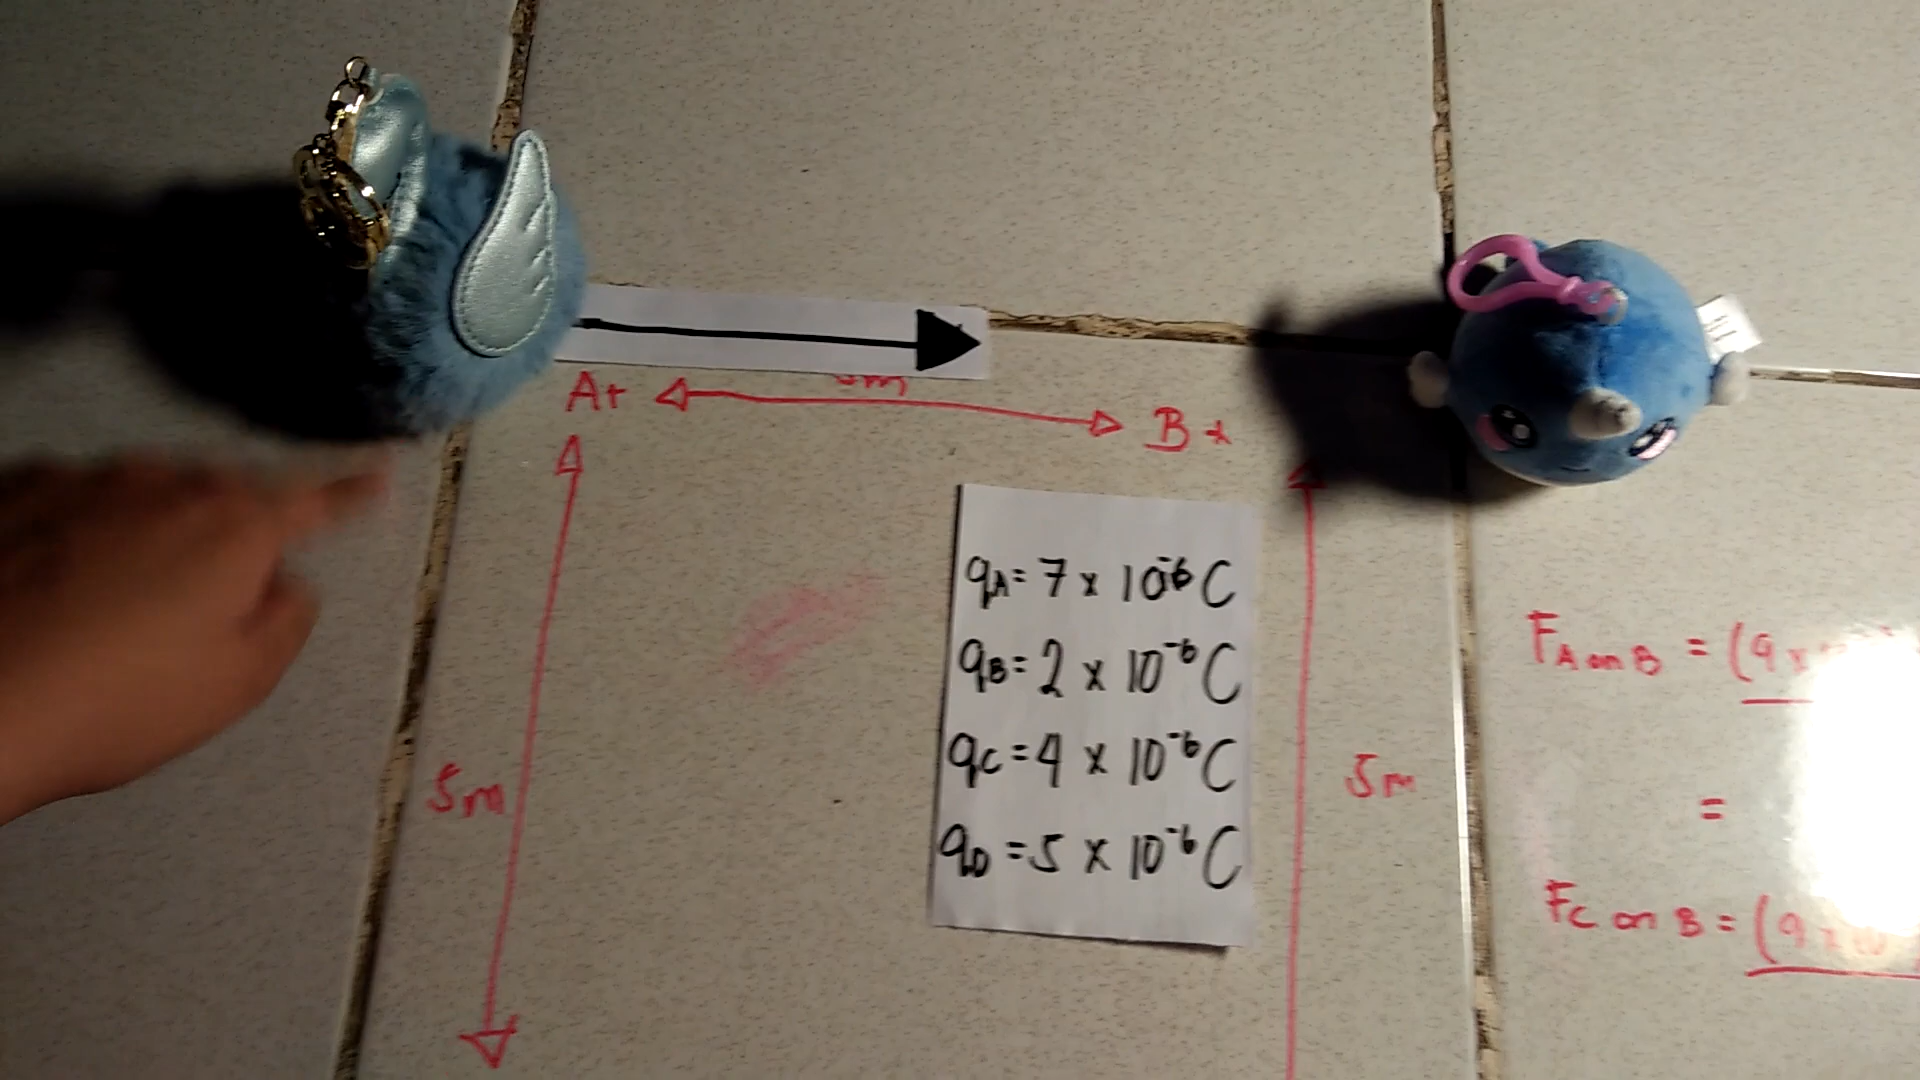 A+
B+
qA = 7 x 10-6 C
qB = 2 x 10-6 C
qC = 4 x 10-6 C
qD = 5 x 10-6 C
5m
5m
FA on B = (9 x
=
FC on B = (9 x 10